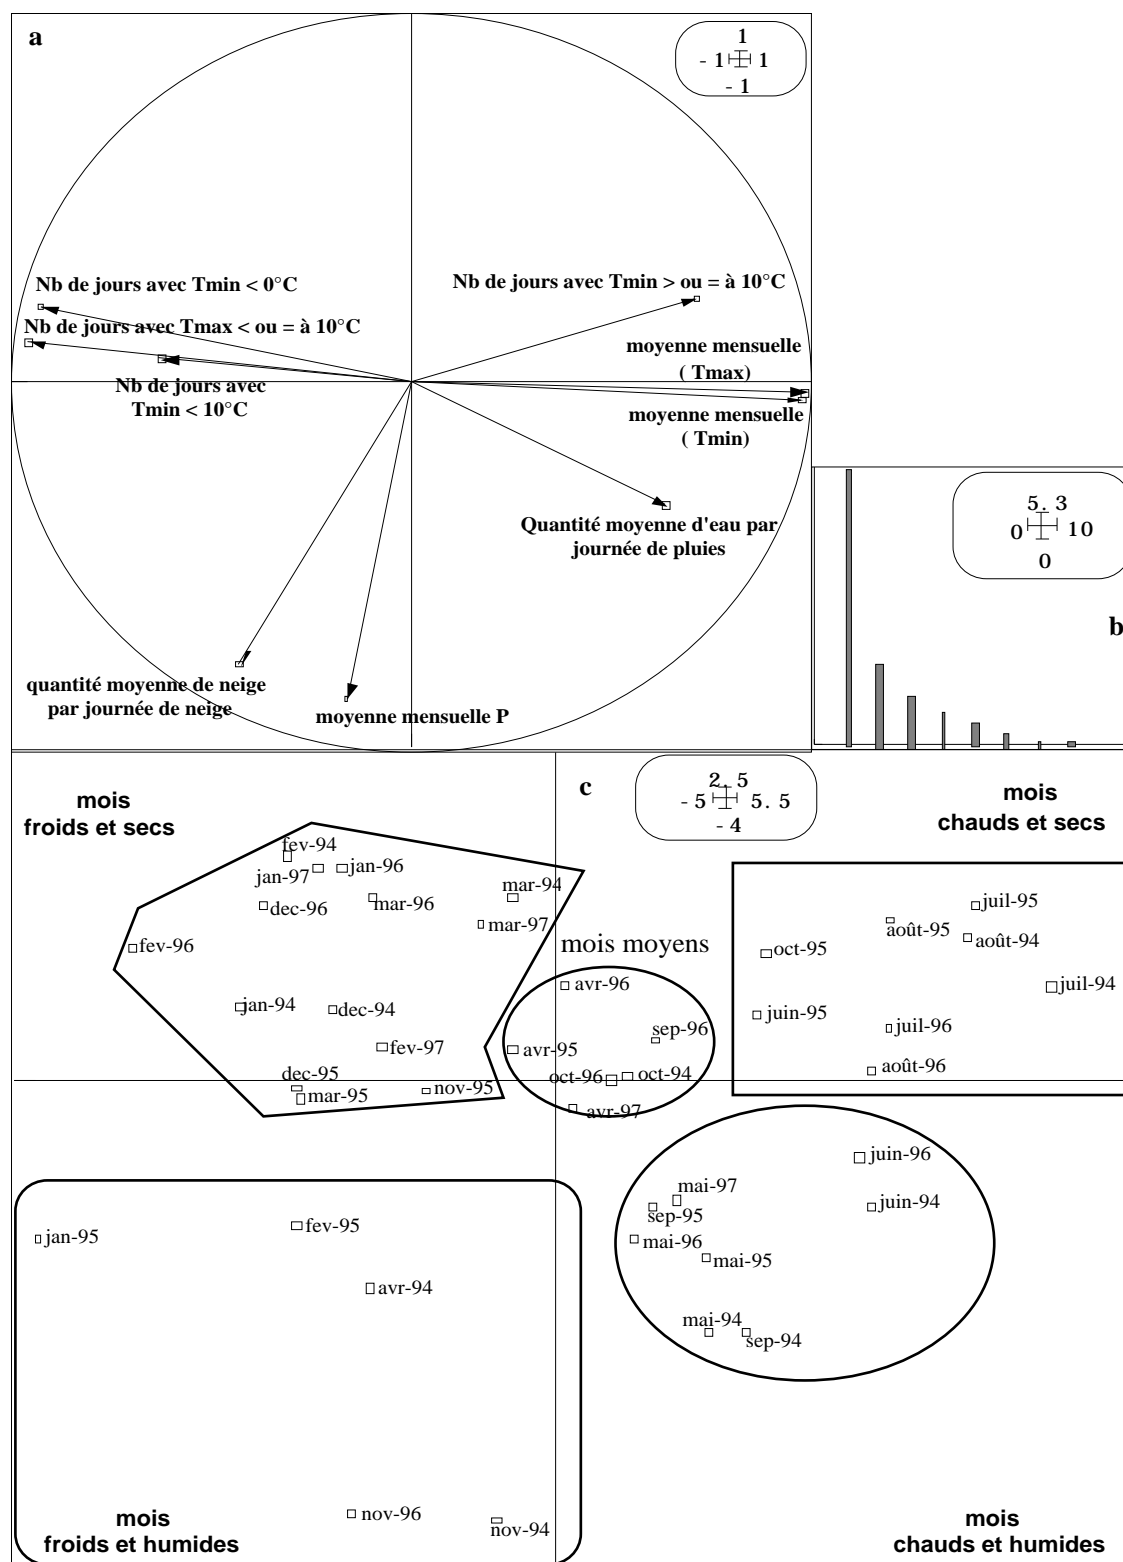 a
1
- 1 1
- 1
Nb de jours avec Tmin < 0°C
Nb de jours avec Tmax < ou = à 10°C
Nb de jours avec
Tmin < 10°C
Nb de jours avec Tmin > ou = à 10°C
moyenne mensuelle
( Tmax)
moyenne mensuelle
( Tmin)
Quantité moyenne d'eau par
journée de pluies
quantité moyenne de neige
par journée de neige
moyenne mensuelle P
5. 3
0 10
0
b
c
2. 5
- 5 5. 5
- 4
mois
froids et secs
mois
chauds et secs
fev-94
jan-97
jan-96
dec-96
mar-96
mar-94
mar-97
fev-96
jan-94
dec-94
fev-97
dec-95
mar-95
nov-95
mois moyens
avr-96
sep-96
avr-95
oct-96
oct-94
avr-97
juil-95
août-95
août-94
oct-95
juil-94
juin-95
juil-96
août-96
juin-96
mai-97
juin-94
sep-95
mai-96
mai-95
mai-94
sep-94
jan-95
fev-95
avr-94
nov-96
nov-94
mois
froids et humides
mois
chauds et humides